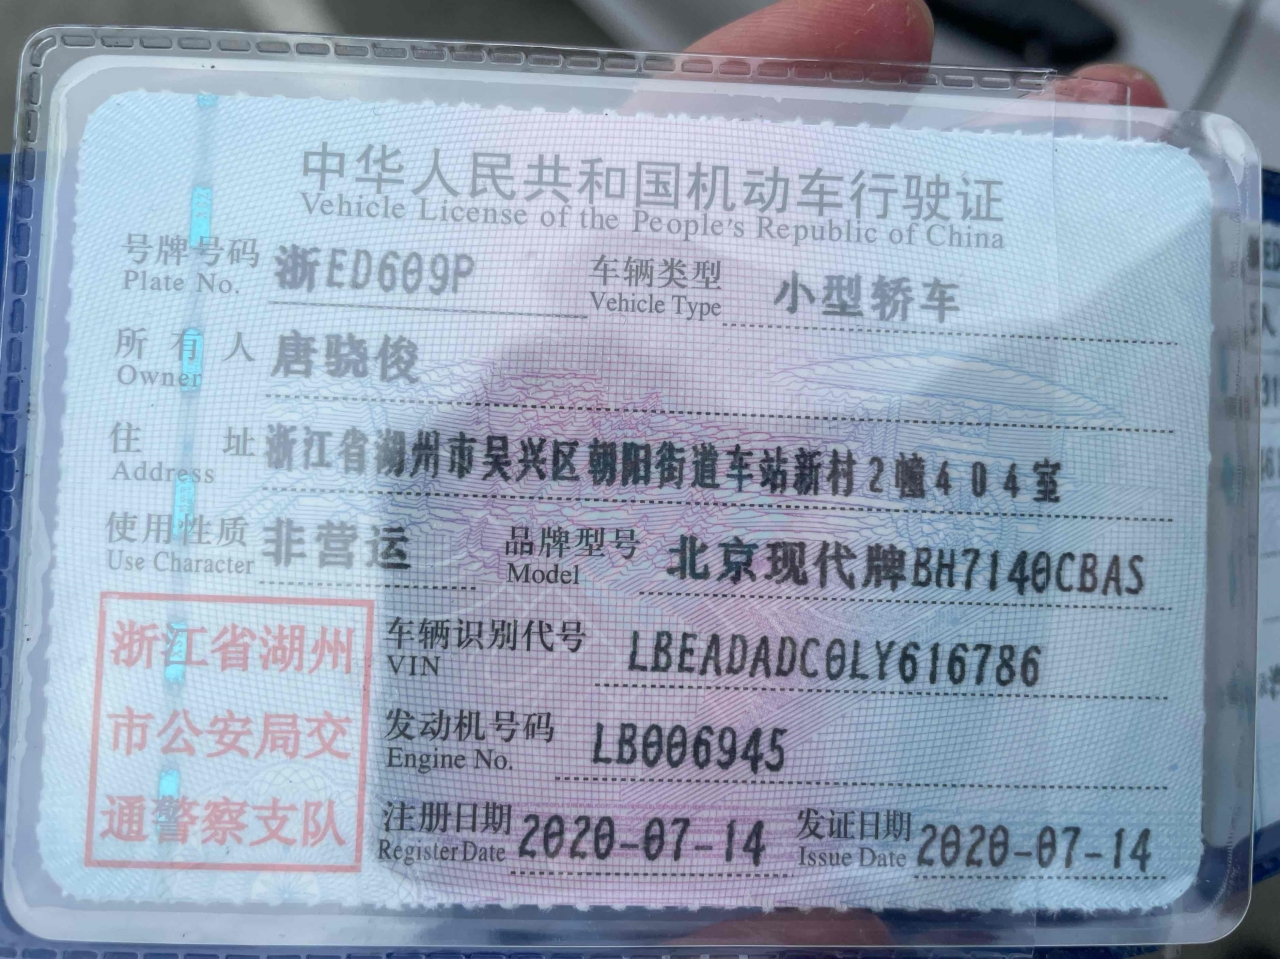 中华人民共和国机动车行驶证
Vehicle License of the People's Republic of China
号牌号码 浙ED609P 车辆类型 小型轿车
Plate No. Vehicle Type
所有人 唐骁俊
Owner
住址 浙江省湖州市吴兴区朝阳街道车站新村2幢404室
Address
使用性质 非营运 品牌型号 北京现代牌BH7140CBAS
Use Character Model
浙江省湖州
市公安局交
通警察支队
车辆识别代号 LBEADADC0LY616786
VIN
发动机号码 LB006945
Engine No.
注册日期 2020-07-14 发证日期 2020-07-14
Register Date Issue Date